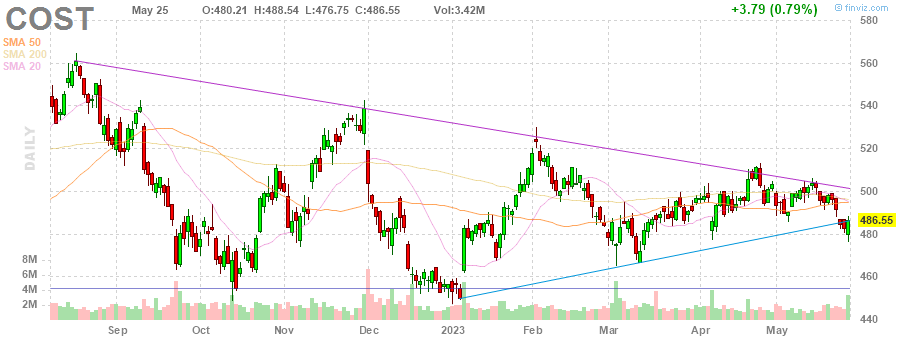 COST May 25 O:480.21 H:488.54 L:476.75 C:486.55 Vol:3.42M +3.79 (0.79%) finviz.com
SMA 50
SMA 200
SMA 20
DAILY
580
560
540
520
500
486.55
480
460
440
8M
6M
4M
2M
Sep Oct Nov Dec 2023 Feb Mar Apr May